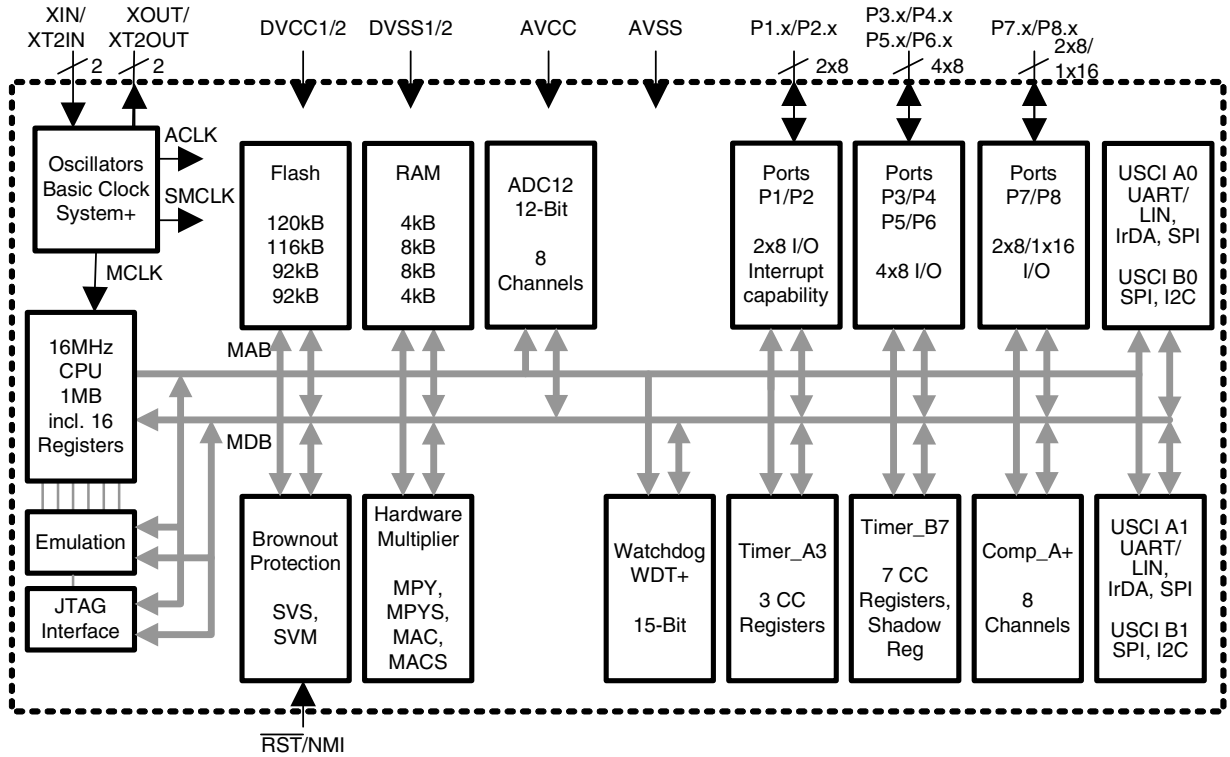 XIN/
XT2IN
XOUT/
XT2OUT
DVCC1/2
DVSS1/2
AVCC
AVSS
P1.x/P2.x
P3.x/P4.x
P5.x/P6.x
P7.x/P8.x
2
2
2x8
4x8
2x8/
1x16
Oscillators
Basic Clock
System+
ACLK
SMCLK
MCLK
Flash
120kB
116kB
92kB
92kB
RAM
4kB
8kB
8kB
4kB
ADC12
12-Bit
8
Channels
Ports
P1/P2
2x8 I/O
Interrupt
capability
Ports
P3/P4
P5/P6
4x8 I/O
Ports
P7/P8
2x8/1x16
I/O
USCI A0
UART/
LIN,
IrDA, SPI
USCI B0
SPI, I2C
16MHz
CPU
1MB
incl. 16
Registers
MAB
MDB
Emulation
JTAG
Interface
Brownout
Protection
SVS,
SVM
Hardware
Multiplier
MPY,
MPYS,
MAC,
MACS
Watchdog
WDT+
15-Bit
Timer_A3
3 CC
Registers
Timer_B7
7 CC
Registers,
Shadow
Reg
Comp_A+
8
Channels
USCI A1
UART/
LIN,
IrDA, SPI
USCI B1
SPI, I2C
RST/NMI